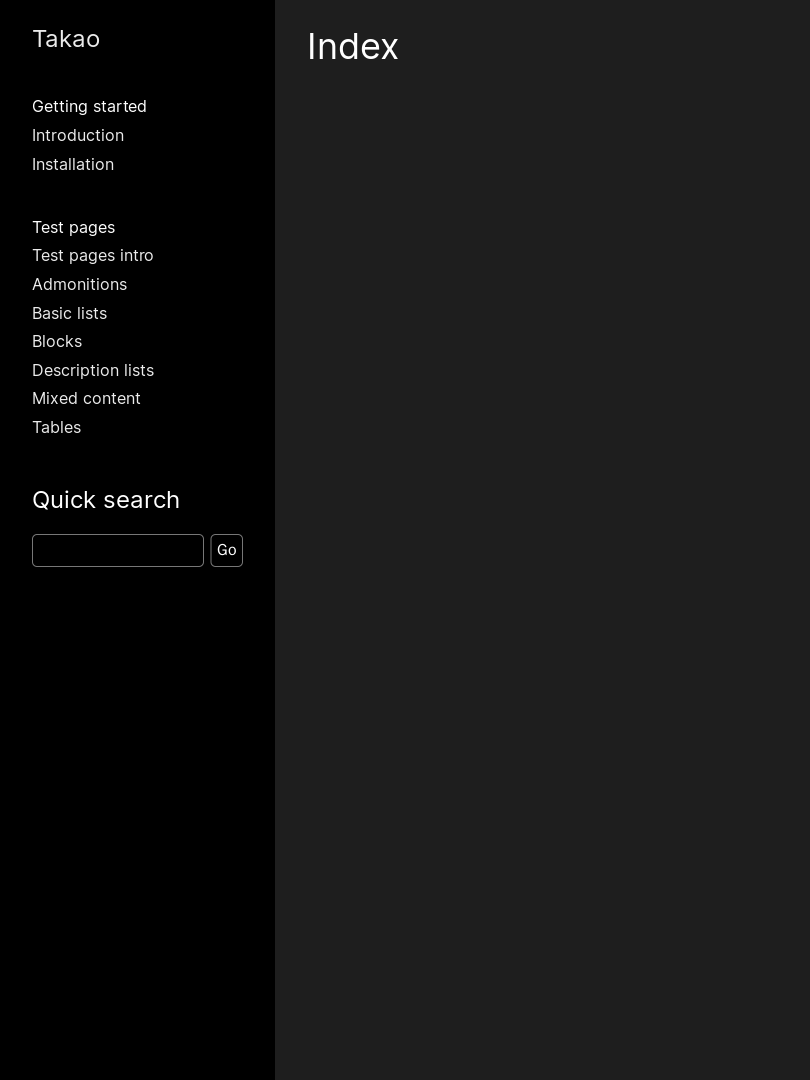 Takao
Getting started
Introduction
Installation
Test pages
Test pages intro
Admonitions
Basic lists
Blocks
Description lists
Mixed content
Tables
Quick search
Go
Index